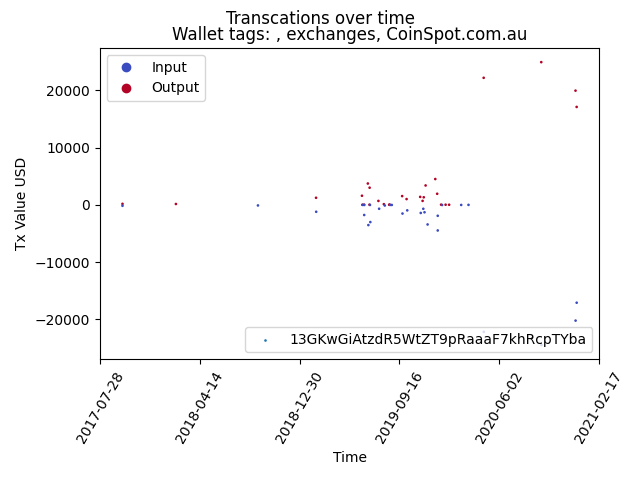 Transcations over time
Wallet tags: , exchanges, CoinSpot.com.au
Input
Output
Tx Value USD
20000
10000
0
−10000
−20000
13GKwGiAtzdR5WtZT9pRaaaF7khRcpTYba
2017-07-28
2018-04-14
2018-12-30
2019-09-16
2020-06-02
2021-02-17
Time